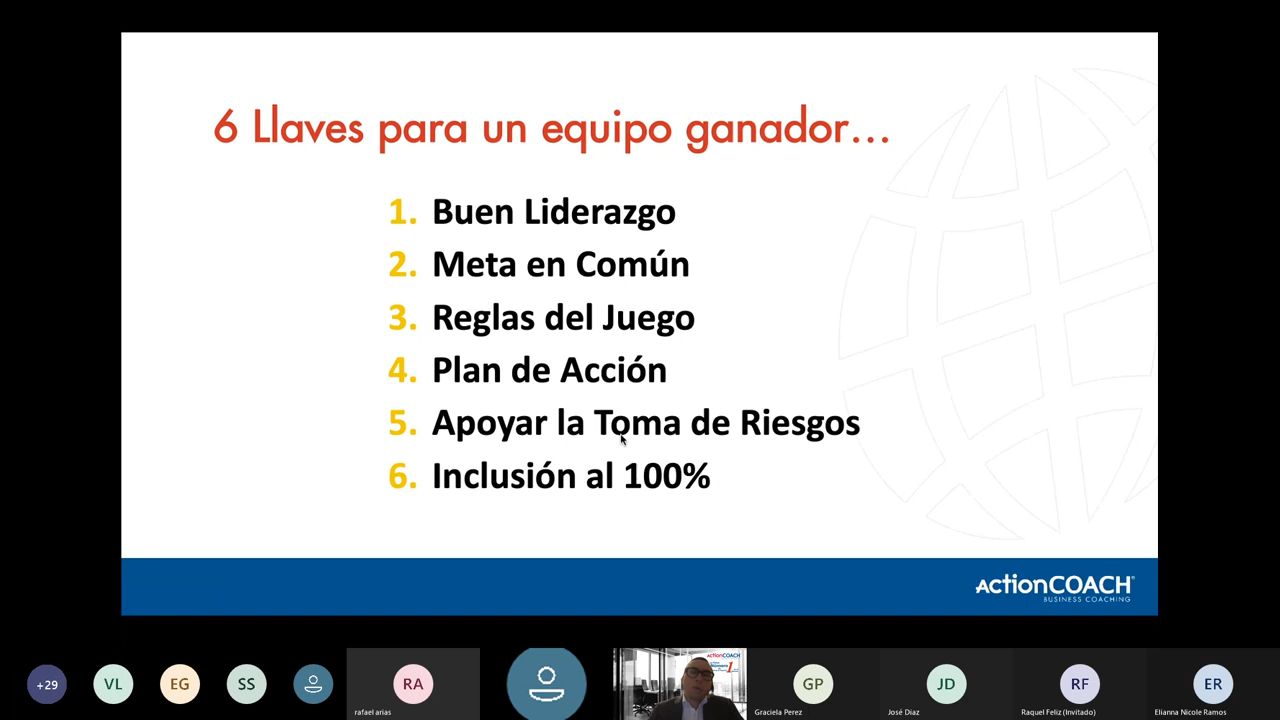 6 Llaves para un equipo ganador...
1. Buen Liderazgo
2. Meta en Común
3. Reglas del Juego
4. Plan de Acción
5. Apoyar la Toma de Riesgos
6. Inclusión al 100%
ActionCOACH
BUSINESS COACHING
+29
VL
EG
SS
RA
rafael arias
ActionCOACH
GP
Graciela Perez
JD
José Diaz
RF
Raquel Feliz (Invitado)
ER
Elianna Nicole Ramos